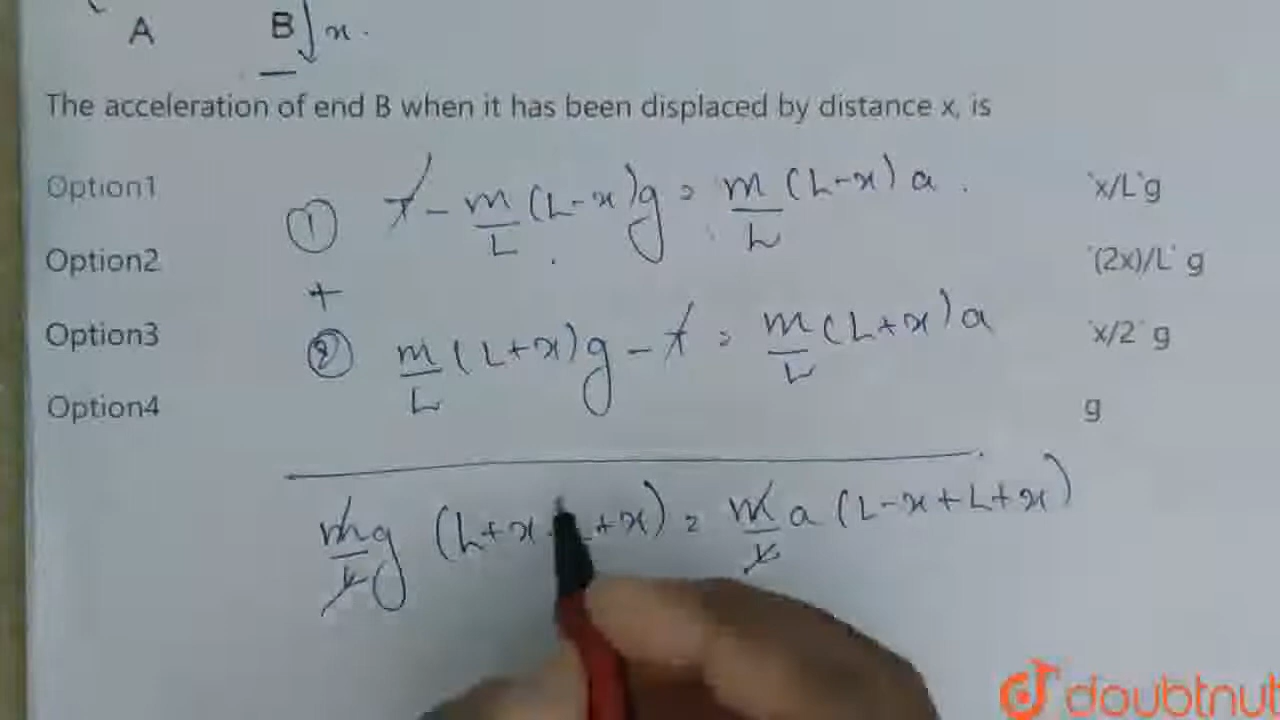 A B x.
The acceleration of end B when it has been displaced by distance x, is
Option1 `x/L`g
① T - m/L (L-x)g = m/L (L-x) a .
Option2 `(2x)/L` g
+
Option3 `x/2` g
② m/L (L+x)g - T = m/L (L+x)a
Option4 g
mg/L (L+x-L+x) = m/L a (L-x+L+x)
doubtnut